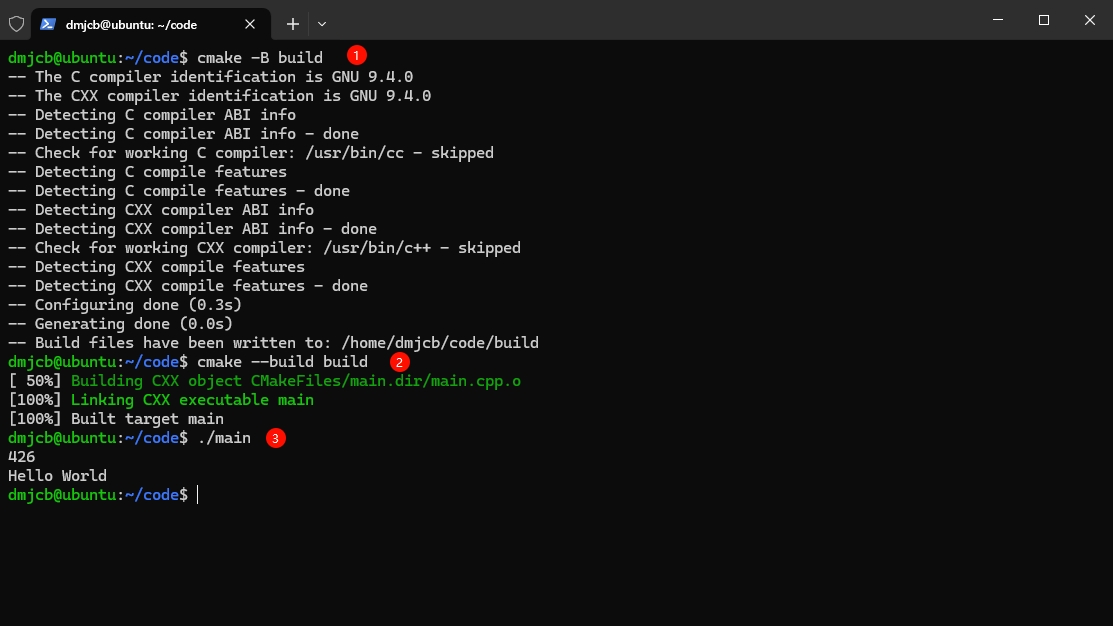 dmjcb@ubuntu: ~/code
dmjcb@ubuntu:~/code$ cmake -B build 1
-- The C compiler identification is GNU 9.4.0
-- The CXX compiler identification is GNU 9.4.0
-- Detecting C compiler ABI info
-- Detecting C compiler ABI info - done
-- Check for working C compiler: /usr/bin/cc - skipped
-- Detecting C compile features
-- Detecting C compile features - done
-- Detecting CXX compiler ABI info
-- Detecting CXX compiler ABI info - done
-- Check for working CXX compiler: /usr/bin/c++ - skipped
-- Detecting CXX compile features
-- Detecting CXX compile features - done
-- Configuring done (0.3s)
-- Generating done (0.0s)
-- Build files have been written to: /home/dmjcb/code/build
dmjcb@ubuntu:~/code$ cmake --build build 2
[ 50%] Building CXX object CMakeFiles/main.dir/main.cpp.o
[100%] Linking CXX executable main
[100%] Built target main
dmjcb@ubuntu:~/code$ ./main 3
426
Hello World
dmjcb@ubuntu:~/code$